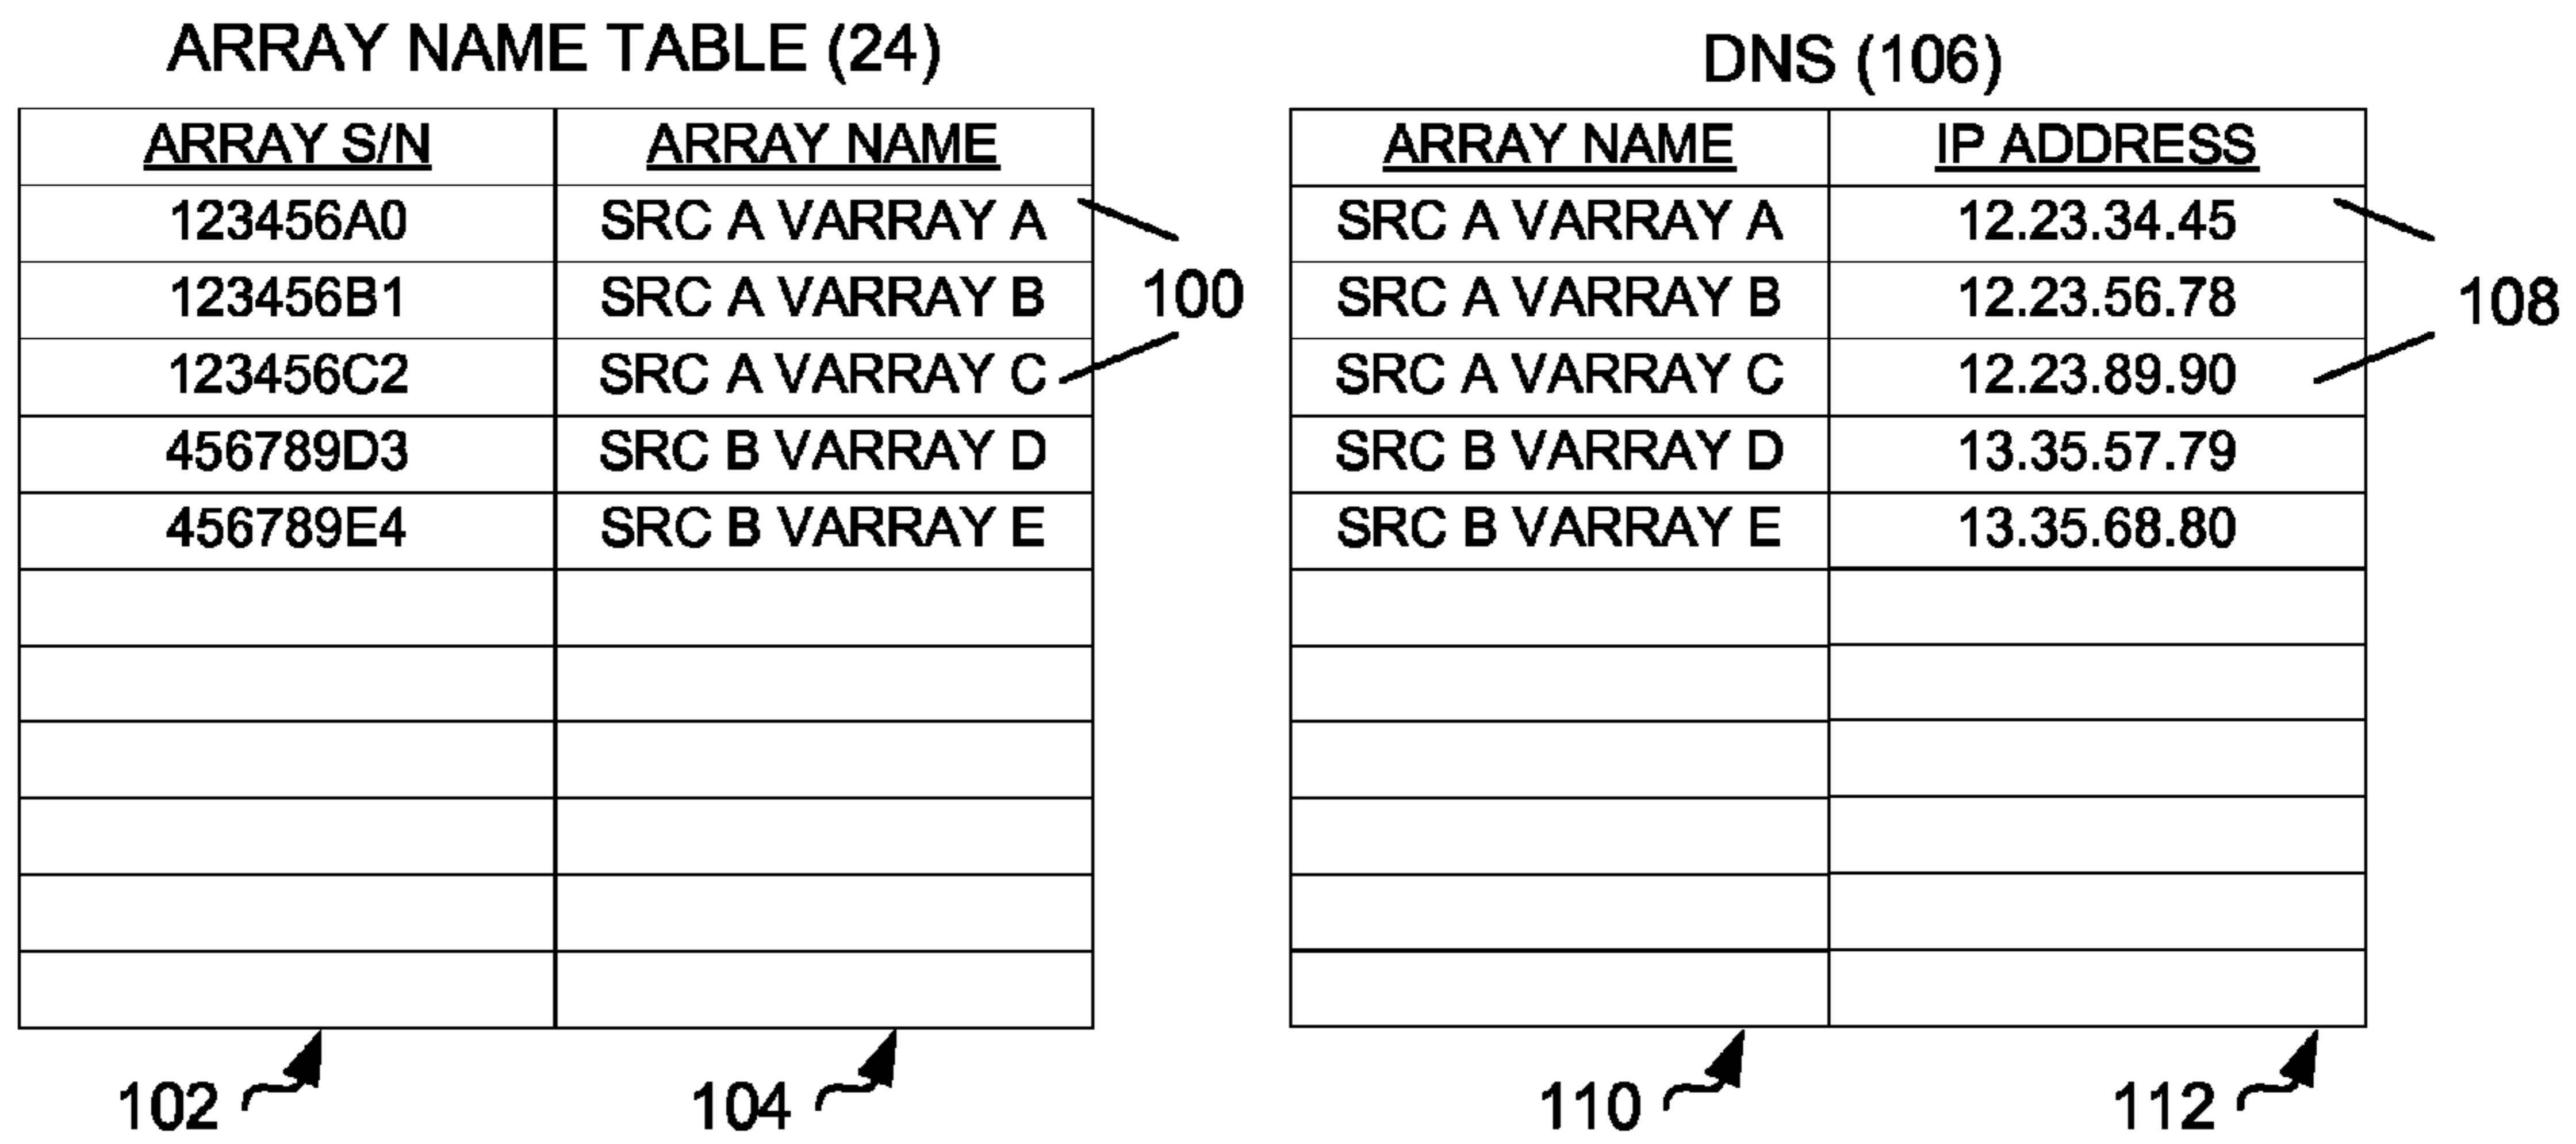 ARRAY NAME TABLE (24)
ARRAY S/N ARRAY NAME
123456A0 SRC A VARRAY A
123456B1 SRC A VARRAY B
123456C2 SRC A VARRAY C
456789D3 SRC B VARRAY D
456789E4 SRC B VARRAY E
100
102 104
DNS (106)
ARRAY NAME IP ADDRESS
SRC A VARRAY A 12.23.34.45
SRC A VARRAY B 12.23.56.78
SRC A VARRAY C 12.23.89.90
SRC B VARRAY D 13.35.57.79
SRC B VARRAY E 13.35.68.80
108
110 112